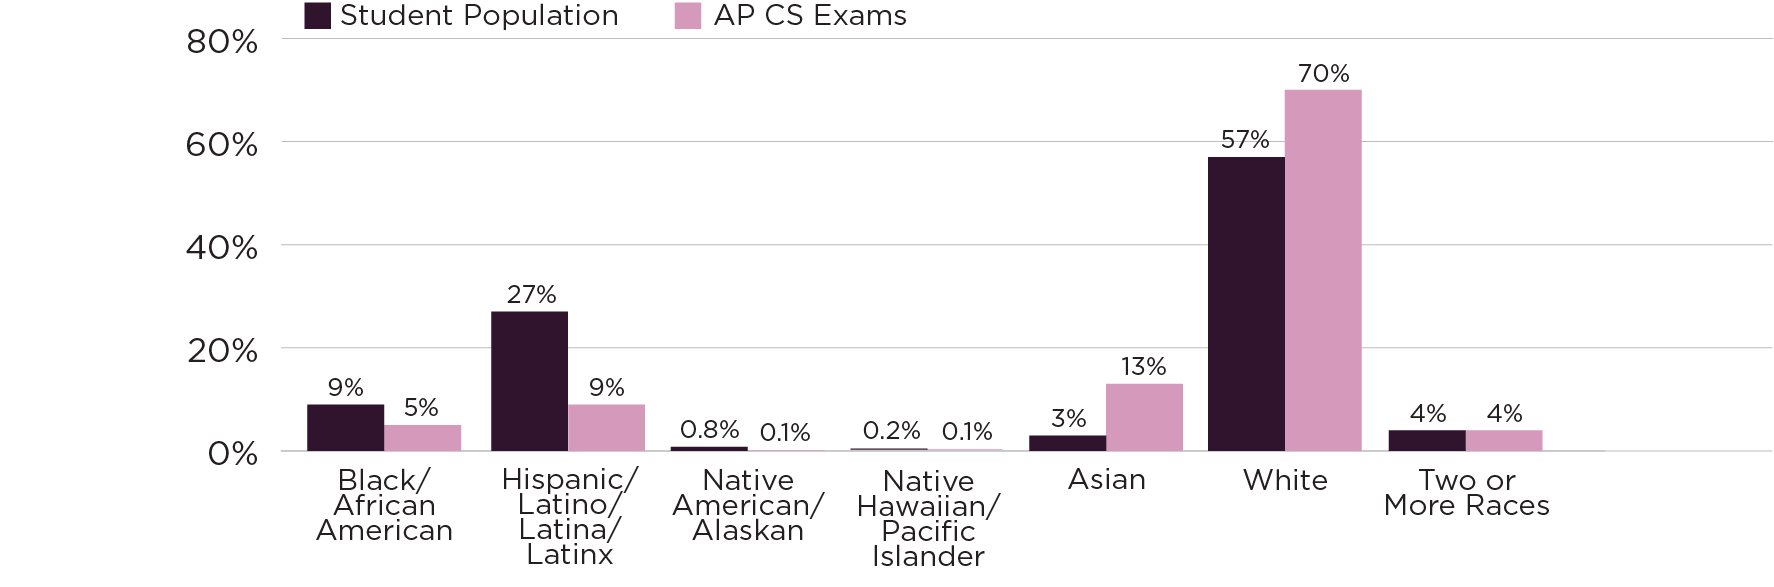 Student Population
AP CS Exams
80%
60%
40%
20%
0%
9%
5%
27%
9%
0.8%
0.1%
0.2%
0.1%
3%
13%
57%
70%
4%
4%
Black/
African
American
Hispanic/
Latino/
Latina/
Latinx
Native
American/
Alaskan
Native
Hawaiian/
Pacific
Islander
Asian
White
Two or
More Races